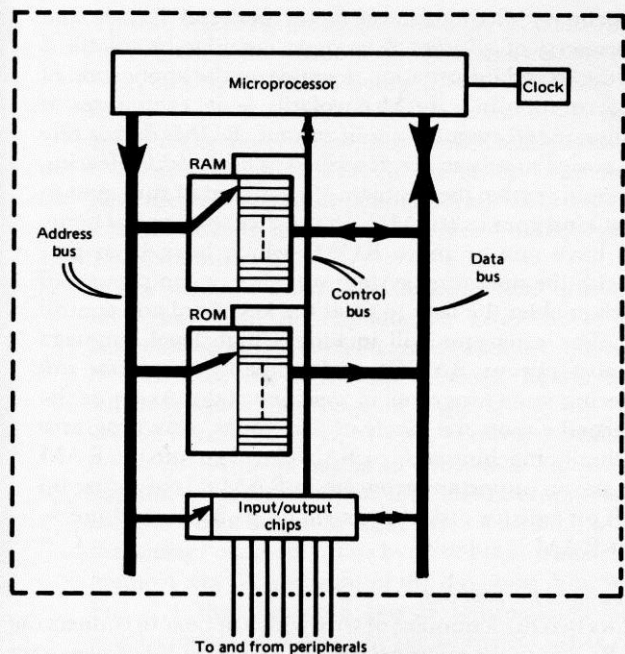 Microprocessor
Clock
RAM
Address
bus
Control
bus
Data
bus
ROM
Input/output
chips
To and from peripherals